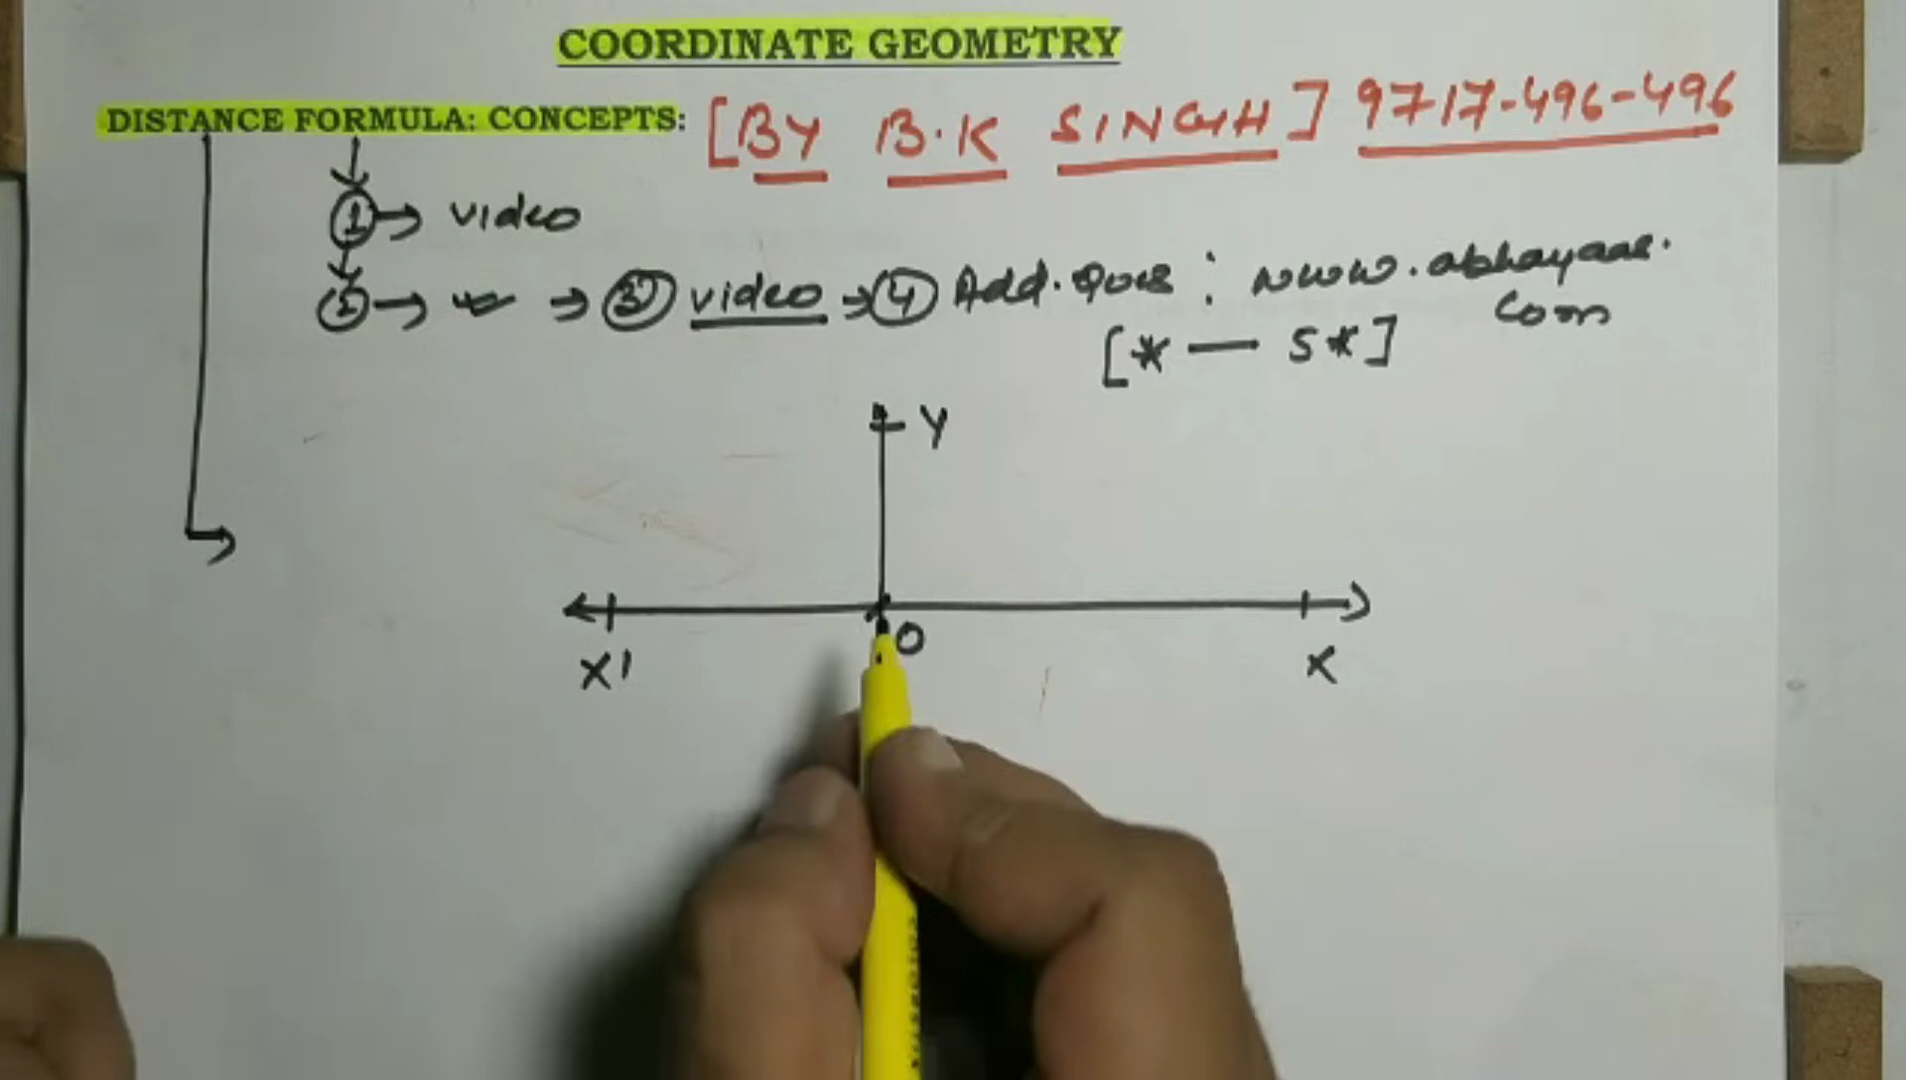 COORDINATE GEOMETRY
DISTANCE FORMULA: CONCEPTS: [BY B.K SINGH] 9717-496-496
1 → video
2 → → 3 video → 4 Add. Ques : www.abhayaas.
com
[* — 5*]
Y
O
X'
X